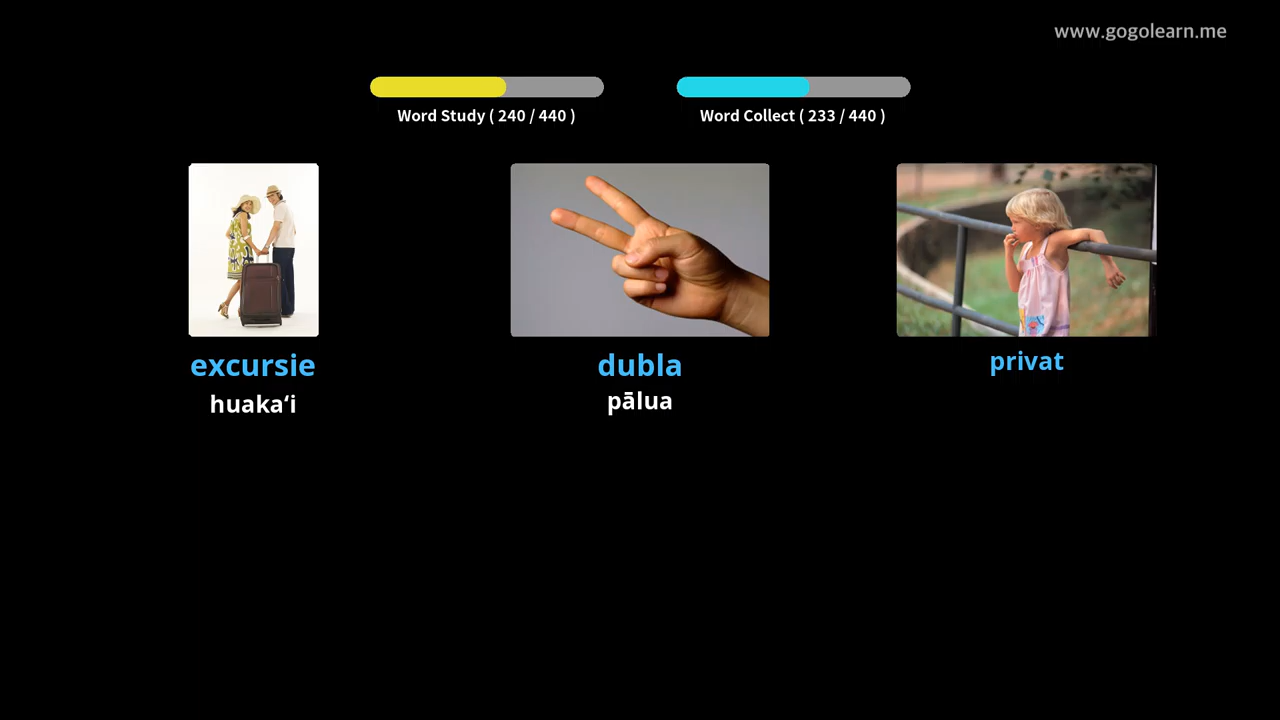 www.gogolearn.me
Word Study ( 240 / 440 )
Word Collect ( 233 / 440 )
excursie
huakaʻi
dubla
pālua
privat